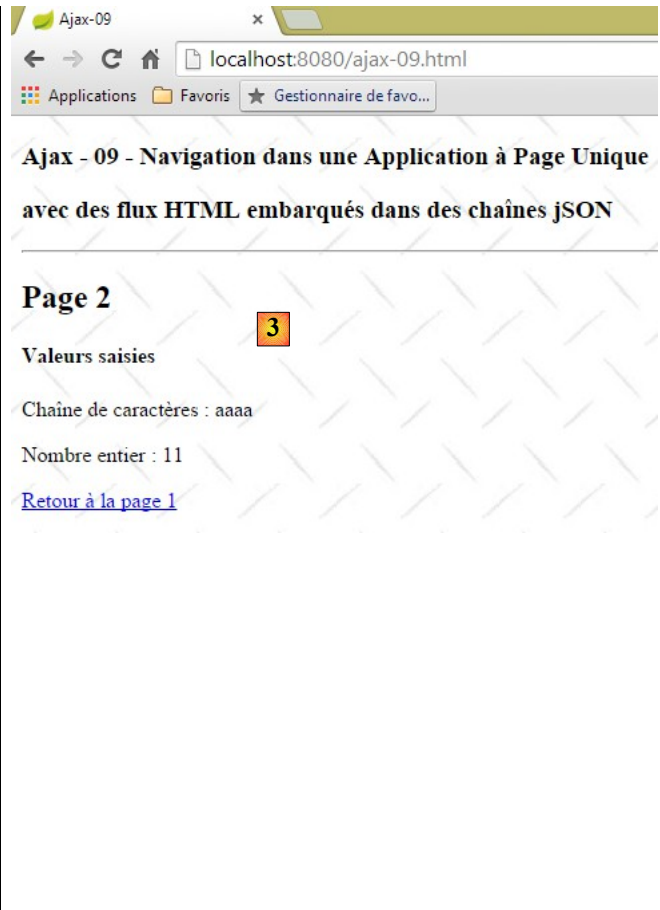 Ajax-09
localhost:8080/ajax-09.html
Applications Favoris Gestionnaire de favo...
Ajax - 09 - Navigation dans une Application à Page Unique
avec des flux HTML embarqués dans des chaînes jSON
Page 2
3
Valeurs saisies
Chaîne de caractères : aaaa
Nombre entier : 11
Retour à la page 1